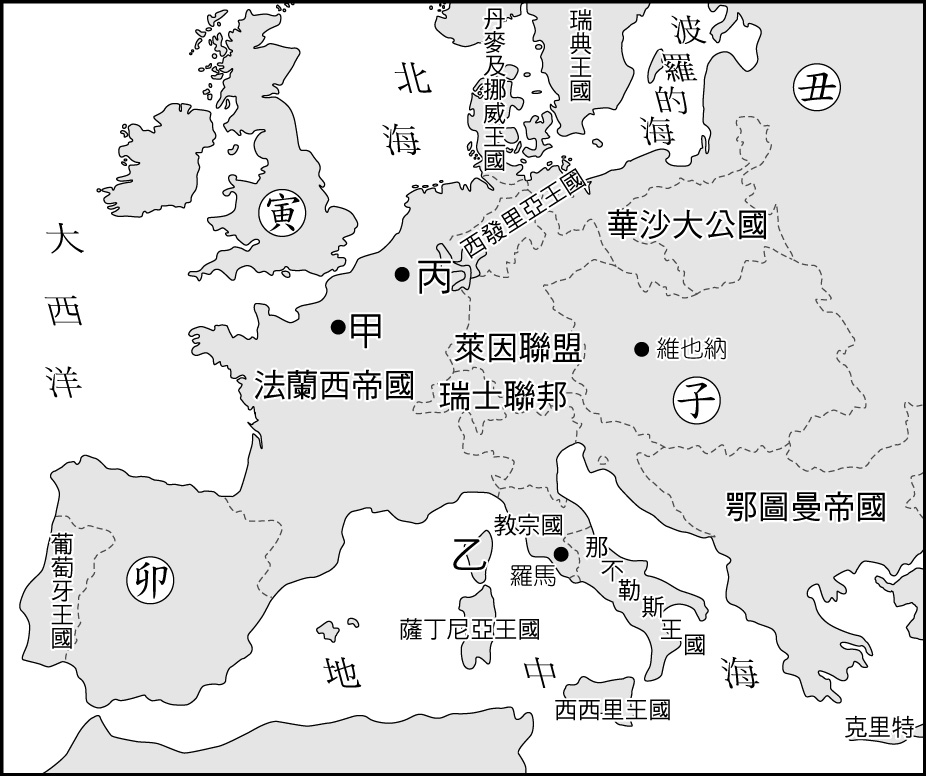 丹麥及挪威王國
瑞典王國
波羅的海
北海
丑
寅
大西洋
西發里亞王國
華沙大公國
丙
甲
法蘭西帝國
萊因聯盟
瑞士聯邦
維也納
子
鄂圖曼帝國
葡萄牙王國
卯
乙
教宗國
羅馬
那不勒斯王國
薩丁尼亞王國
地中海
西西里王國
克里特